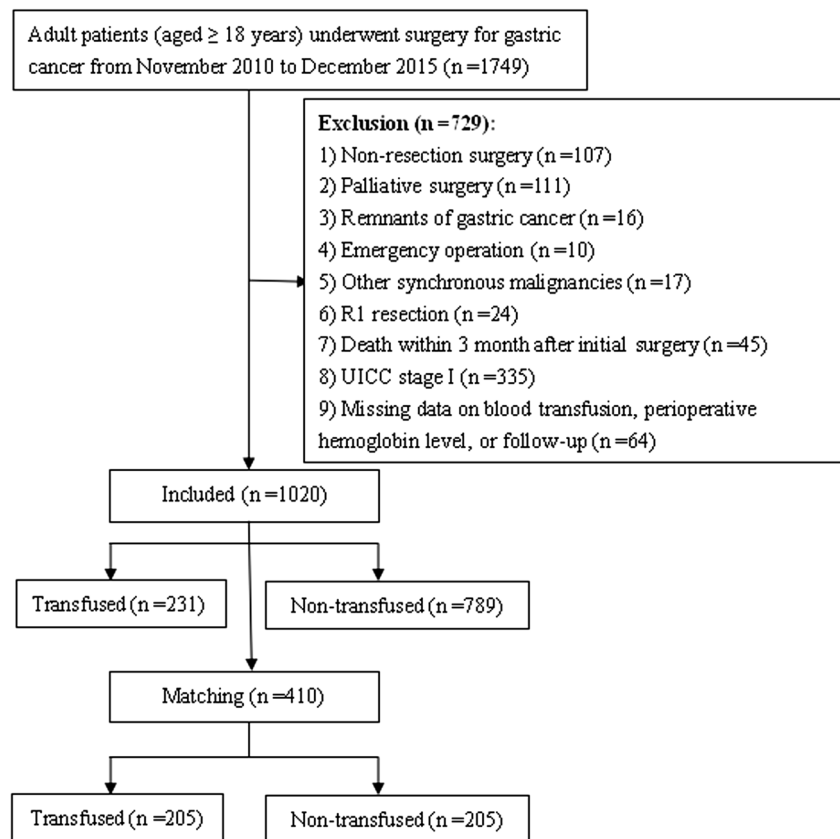 Adult patients (aged ≥ 18 years) underwent surgery for gastric
cancer from November 2010 to December 2015 (n=1749)
Exclusion (n=729):
1) Non-resection surgery (n=107)
2) Palliative surgery (n=111)
3) Remnants of gastric cancer (n=16)
4) Emergency operation (n=10)
5) Other synchronous malignancies (n=17)
6) R1 resection (n=24)
7) Death within 3 month after initial surgery (n=45)
8) UICC stage I (n=335)
9) Missing data on blood transfusion, perioperative
hemoglobin level, or follow-up (n=64)
Included (n=1020)
Transfused (n=231)
Non-transfused (n=789)
Matching (n=410)
Transfused (n=205)
Non-transfused (n=205)